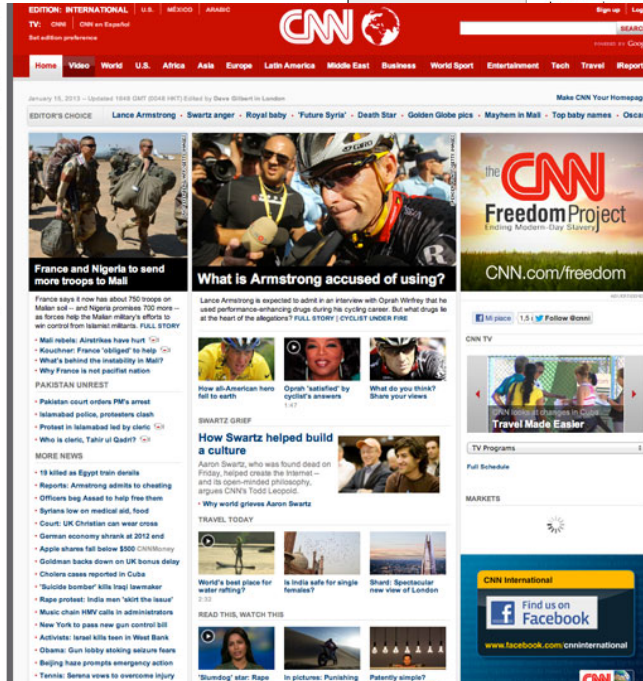 EDITION: INTERNATIONAL U.S. MÉXICO ARABIC
TV: CNNi CNN en Español
Set edition preference
CNN
Sign up Log
SEARC
POWERED BY Goog
Home Video World U.S. Africa Asia Europe Latin America Middle East Business World Sport Entertainment Tech Travel iReport
January 15, 2013 -- Updated 1646 GMT (0046 HKT) Edited by Dave Gilbert in London
Make CNN Your Homepag
EDITOR'S CHOICE Lance Armstrong Swartz anger Royal baby 'Future Syria' Death Star Golden Globe pics Mayhem in Mali Top baby names Osca
France and Nigeria to send
more troops to Mali
France says it now has about 750 troops on
Malian soil -- and Nigeria promises 700 more --
as forces help the Malian military's efforts to
win control from Islamist militants. FULL STORY
Mali rebels: Airstrikes have hurt
Kouchner: France 'obliged' to help
What's behind the instability in Mali?
Why France is not pacifist nation
PAKISTAN UNREST
Pakistan court orders PM's arrest
Islamabad police, protesters clash
Protest in Islamabad led by cleric
Who is cleric, Tahir ul Qadri?
MORE NEWS
19 killed as Egypt train derails
Reports: Armstrong admits to cheating
Officers beg Assad to help free them
Syrians low on medical aid, food
Court: UK Christian can wear cross
German economy shrank at 2012 end
Apple shares fall below $500 CNNMoney
Goldman backs down on UK bonus delay
Cholera cases reported in Cuba
'Suicide bomber' kills Iraqi lawmaker
Rape protest: India men 'skirt the issue'
Music chain HMV calls in administrators
New York to pass new gun control bill
Activists: Israel kills teen in West Bank
Obama: Gun lobby stoking seizure fears
Beijing haze prompts emergency action
Tennis: Serena vows to overcome injury
What is Armstrong accused of using?
Lance Armstrong is expected to admit in an interview with Oprah Winfrey that he
used performance-enhancing drugs during his cycling career. But what drugs lie
at the heart of the allegations? FULL STORY | CYCLIST UNDER FIRE
How all-American hero
fell to earth
Oprah 'satisfied' by
cyclist's answers
1:47
What do you think?
Share your views
SWARTZ GRIEF
How Swartz helped build
a culture
Aaron Swartz, who was found dead on
Friday, helped create the Internet --
and its open-minded philosophy,
argues CNN's Todd Leopold.
Why world grieves Aaron Swartz
TRAVEL TODAY
World's best place for
water rafting?
2:33
Is India safe for single
females?
Shard: Spectacular
new view of London
READ THIS, WATCH THIS
'Slumdog' star: Rape
In pictures: Punishing
Patently simple?
the CNN
Freedom Project
Ending Modern-Day Slavery
CNN.com/freedom
Mi piace 1,5 Follow @cnni
CNN TV
CNN looks at changes in Cuba
Travel Made Easier
TV Programs
Full Schedule
MARKETS
CNN International
Find us on
Facebook
www.facebook.com/cnninternational
CNN